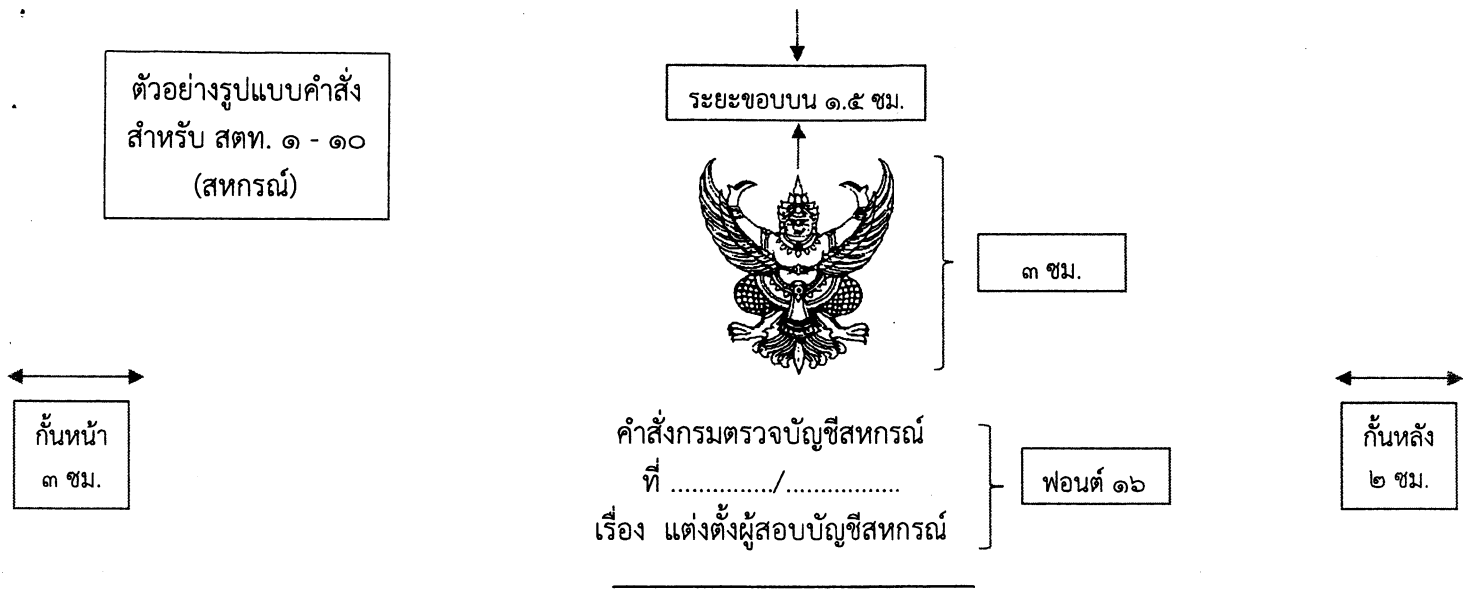 ตัวอย่างรูปแบบคำสั่ง
สำหรับ สตท. ๑ - ๑๐
(สหกรณ์)
ระยะขอบบน ๑.๕ ซม.
๓ ซม.
กั้นหน้า
๓ ซม.
กั้นหลัง
๒ ซม.
คำสั่งกรมตรวจบัญชีสหกรณ์
ที่ ............../.................
เรื่อง แต่งตั้งผู้สอบบัญชีสหกรณ์
ฟอนต์ ๑๖